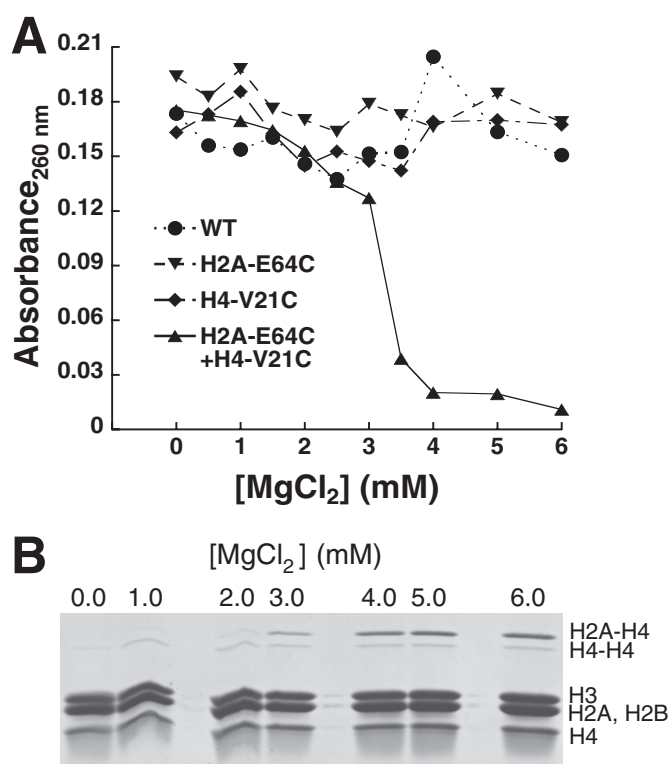 A
0.21
0.18
0.15
0.12
0.09
0.06
0.03
0
Absorbance260 nm
WT
H2A-E64C
H4-V21C
H2A-E64C
+H4-V21C
0 1 2 3 4 5 6
[MgCl2] (mM)
B
[MgCl2] (mM)
0.0 1.0 2.0 3.0 4.0 5.0 6.0
H2A-H4
H4-H4
H3
H2A, H2B
H4